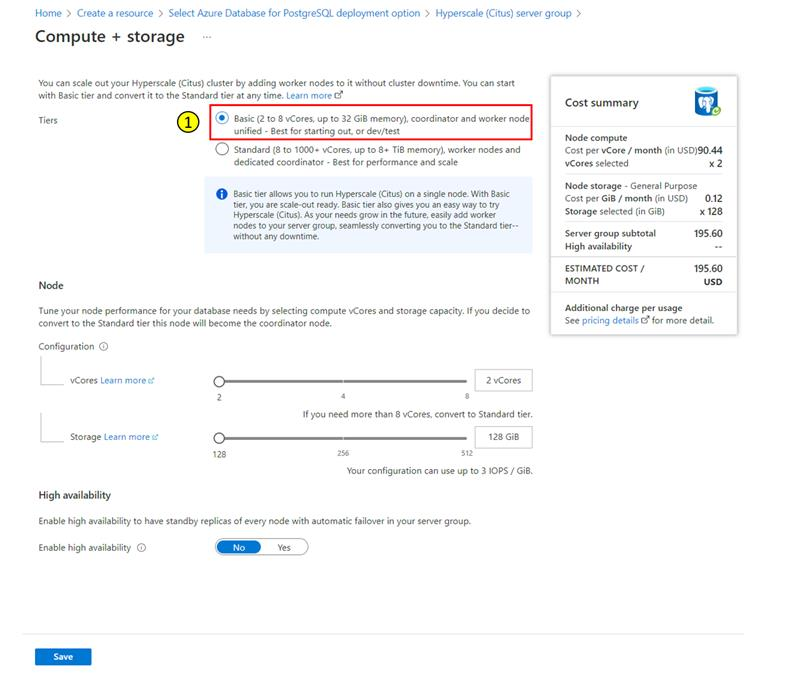 Home > Create a resource > Select Azure Database for PostgreSQL deployment option > Hyperscale (Citus) server group >
Compute + storage ...
You can scale out your Hyperscale (Citus) cluster by adding worker nodes to it without cluster downtime. You can start
with Basic tier and convert it to the Standard tier at any time. Learn more
Tiers
1
Basic (2 to 8 vCores, up to 32 GiB memory), coordinator and worker node
unified - Best for starting out, or dev/test
Standard (8 to 1000+ vCores, up to 8+ TiB memory), worker nodes and
dedicated coordinator - Best for performance and scale
Basic tier allows you to run Hyperscale (Citus) on a single node. With Basic
tier, you are scale-out ready. Basic tier also gives you an easy way to try
Hyperscale (Citus). As your needs grow in the future, easily add worker
nodes to your server group, seamlessly converting you to the Standard tier--
without any downtime.
Node
Tune your node performance for your database needs by selecting compute vCores and storage capacity. If you decide to
convert to the Standard tier this node will become the coordinator node.
Configuration
vCores Learn more
2 vCores
2 4 8
If you need more than 8 vCores, convert to Standard tier.
Storage Learn more
128 GiB
128 256 512
Your configuration can use up to 3 IOPS / GiB.
High availability
Enable high availability to have standby replicas of every node with automatic failover in your server group.
Enable high availability
No Yes
Save
Cost summary
Node compute
Cost per vCore / month (in USD) 90.44
vCores selected x 2
Node storage - General Purpose
Cost per GiB / month (in USD) 0.12
Storage selected (in GiB) x 128
Server group subtotal 195.60
High availability --
ESTIMATED COST / 195.60
MONTH USD
Additional charge per usage
See pricing details for more detail.